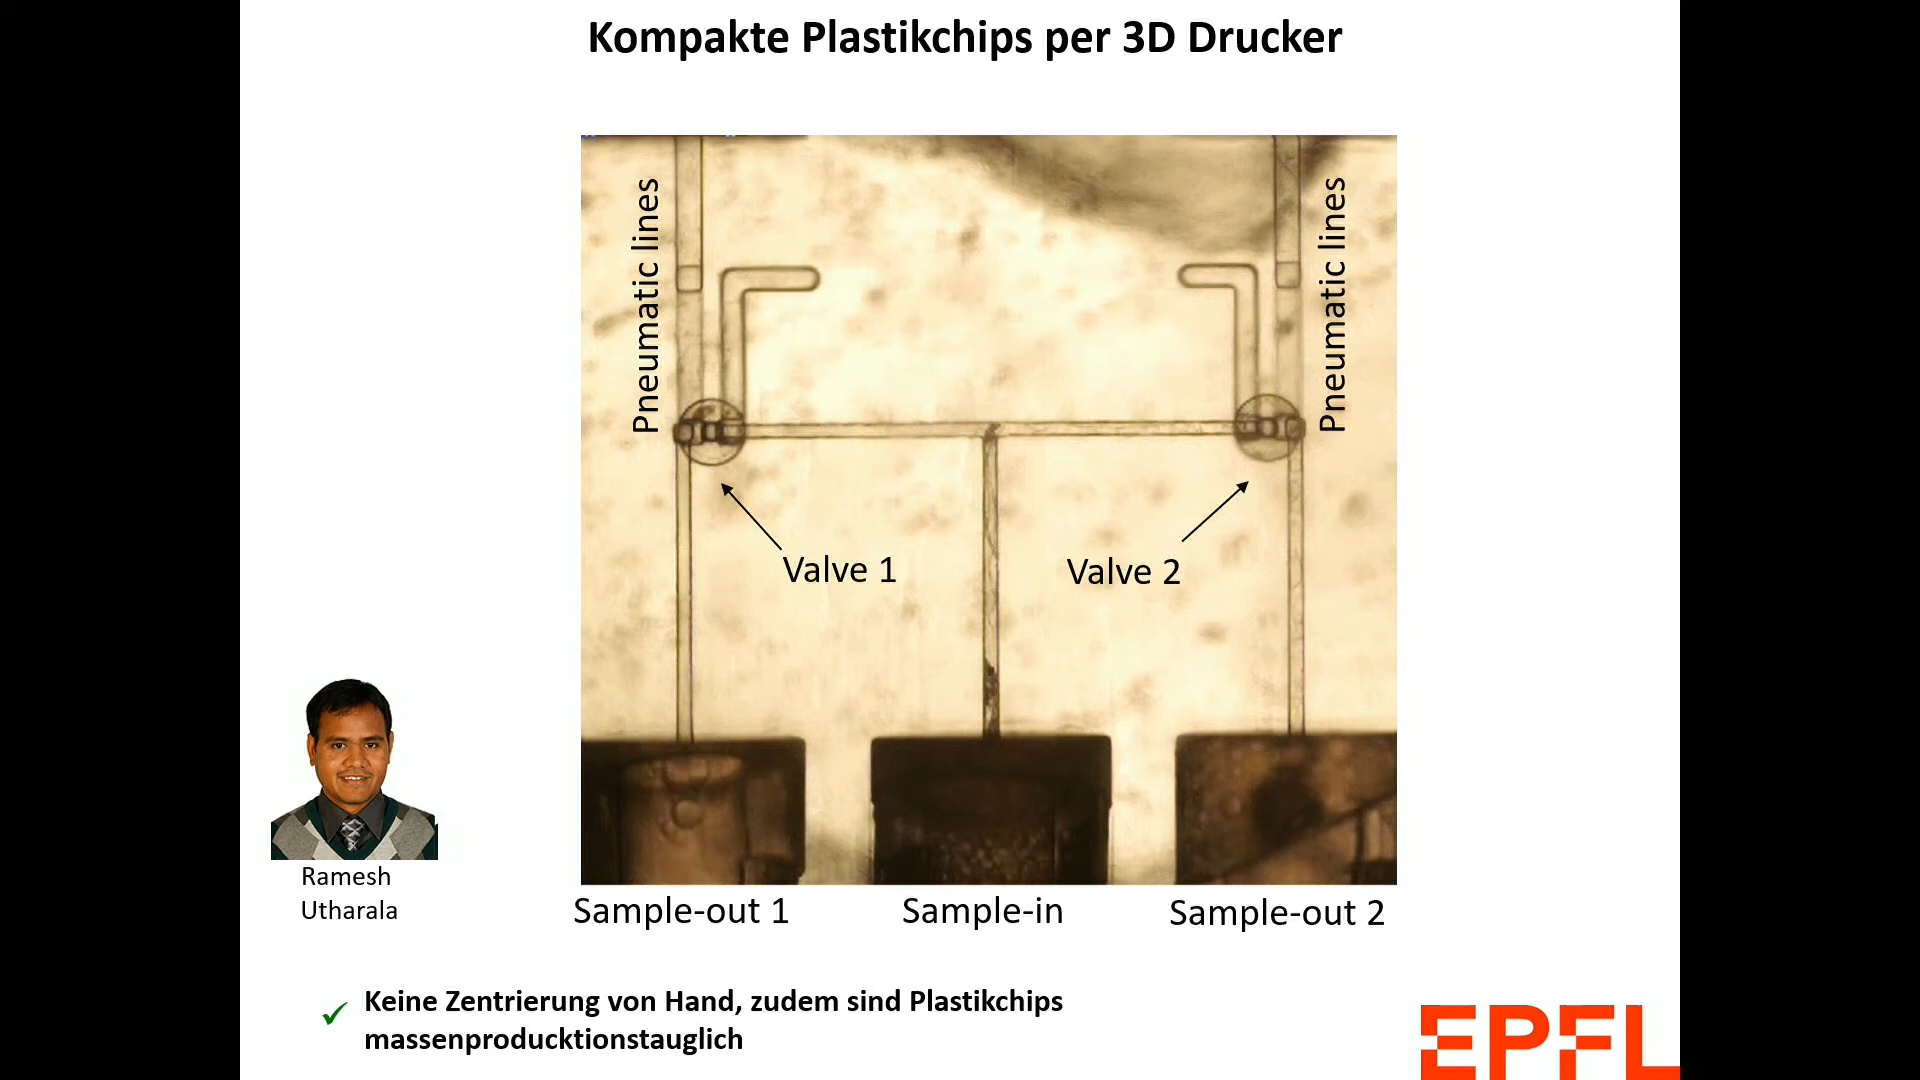 Kompakte Plastikchips per 3D Drucker
Pneumatic lines
Pneumatic lines
Valve 1
Valve 2
Sample-out 1
Sample-in
Sample-out 2
Ramesh
Utharala
✓ Keine Zentrierung von Hand, zudem sind Plastikchips
massenproducktionstauglich
EPFL